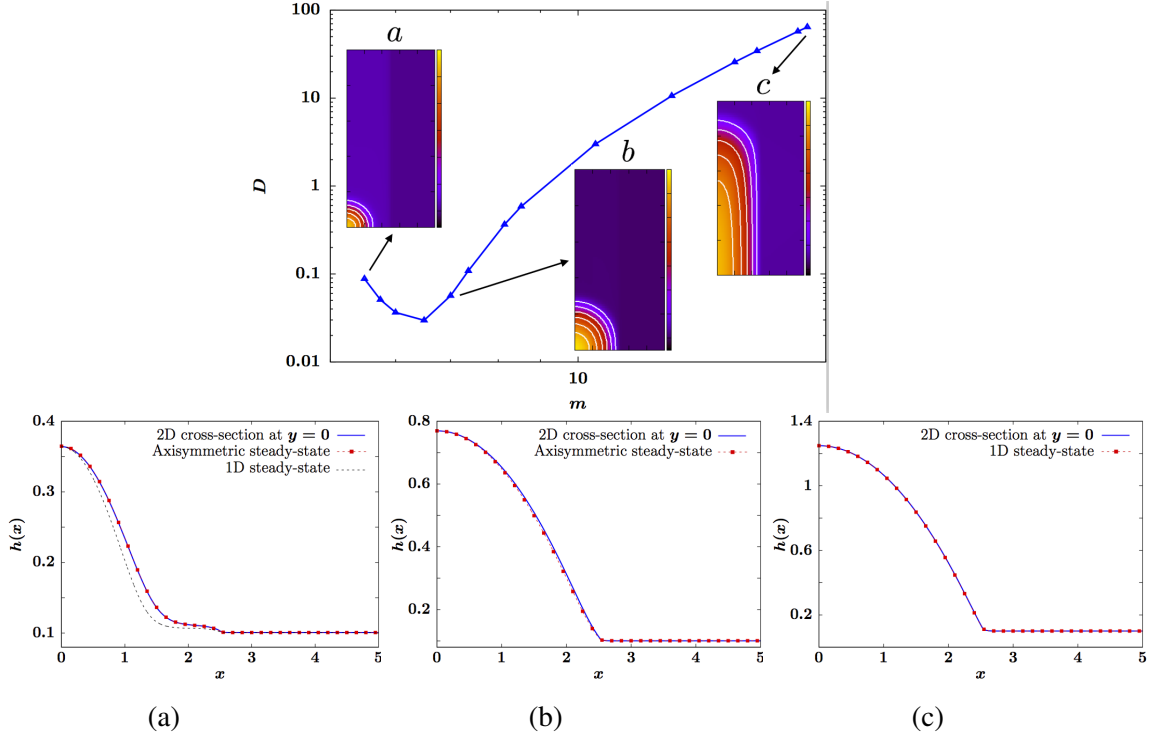 100
10
1
0.1
0.01
D
10
m
a
b
c
0.4
0.3
0.2
0.1
h(x)
2D cross-section at y = 0
Axisymmetric steady-state
1D steady-state
0 1 2 3 4 5
x
(a)
0.8
0.6
0.4
0.2
h(x)
2D cross-section at y = 0
Axisymmetric steady-state
0 1 2 3 4 5
x
(b)
1.4
1
0.6
0.2
h(x)
2D cross-section at y = 0
1D steady-state
0 1 2 3 4 5
x
(c)